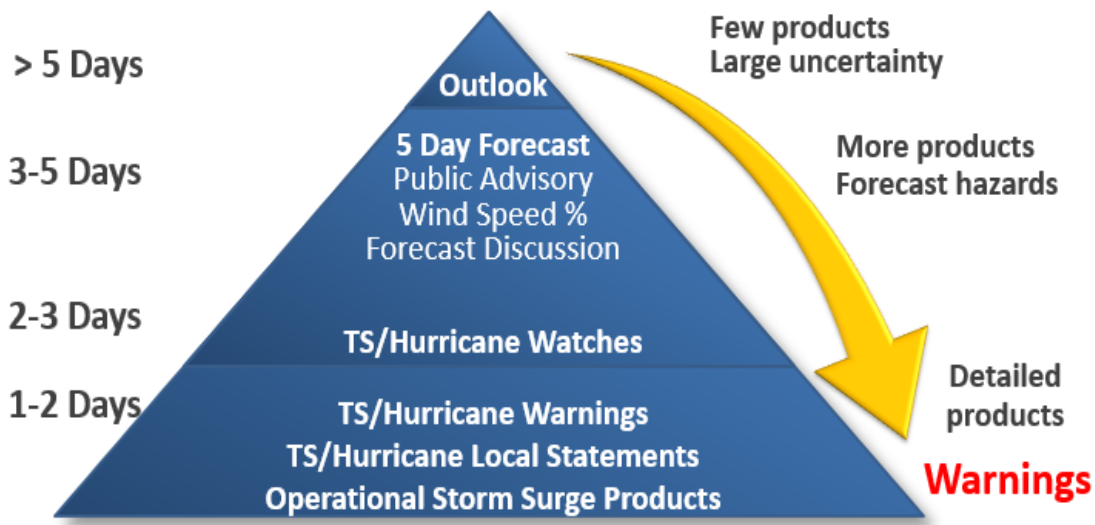 > 5 Days
3-5 Days
2-3 Days
1-2 Days
Outlook
5 Day Forecast
Public Advisory
Wind Speed %
Forecast Discussion
TS/Hurricane Watches
TS/Hurricane Warnings
TS/Hurricane Local Statements
Operational Storm Surge Products
Few products
Large uncertainty
More products
Forecast hazards
Detailed
products
Warnings